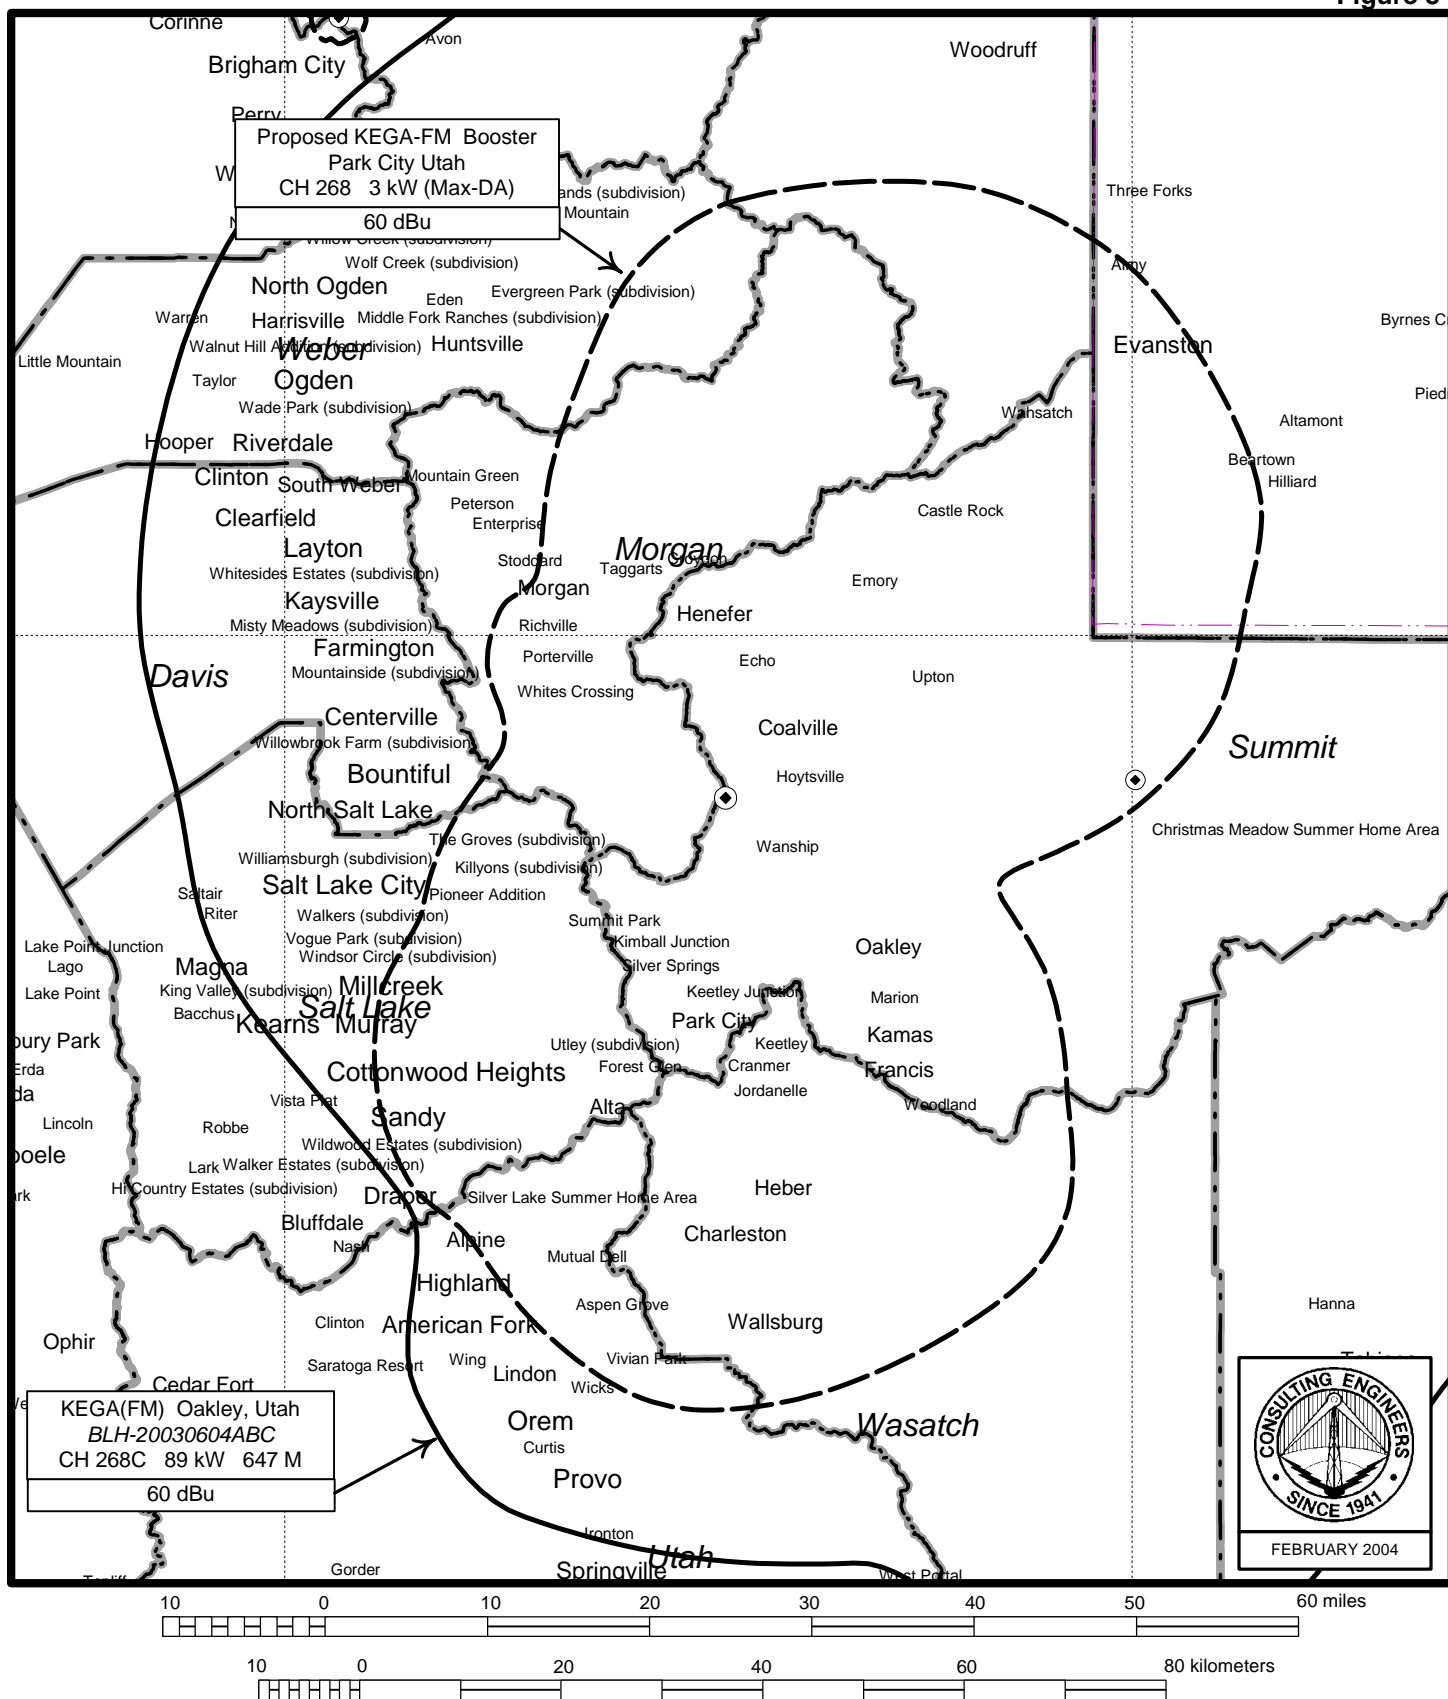 Corinne
Avon
Woodruff
Brigham City
Perry
Proposed KEGA-FM Booster
Park City Utah
CH 268 3 kW (Max-DA)
60 dBu
(subdivision)
Mountain
Three Forks
Willow Creek (subdivision)
Wolf Creek (subdivision)
Almy
North Ogden
Eden
Evergreen Park (subdivision)
Warren
Harrisville
Middle Fork Ranches (subdivision)
Walnut Hill Addition (subdivision)
Weber
Huntsville
Evanston
Little Mountain
Taylor
Ogden
Wade Park (subdivision)
Wahsatch
Altamont
Hooper
Riverdale
Beartown
Clinton
South Weber
Mountain Green
Hilliard
Peterson
Castle Rock
Clearfield
Enterprise
Layton
Morgan
Stoddard
Taggarts
Croydon
Whitesides Estates (subdivision)
Emory
Kaysville
Morgan
Henefer
Misty Meadows (subdivision)
Richville
Farmington
Porterville
Echo
Davis
Mountainside (subdivision)
Upton
Whites Crossing
Centerville
Coalville
Willowbrook Farm (subdivision)
Summit
Bountiful
Hoytsville
North Salt Lake
Christmas Meadow Summer Home Area
The Groves (subdivision)
Wanship
Williamsburgh (subdivision)
Killyons (subdivision)
Salt Lake City
Pioneer Addition
Saltair
Riter
Walkers (subdivision)
Summit Park
Vogue Park (subdivision)
Kimball Junction
Lake Point Junction
Oakley
Windsor Circle (subdivision)
Lago
Magna
Silver Springs
Lake Point
King Valley (subdivision)
Millcreek
Keetley Junction
Marion
Salt Lake
Bacchus
Kearns
Murray
Park City
Kamas
Utley (subdivision)
Keetley
Erda
Cottonwood Heights
Forest Glen
Cranmer
Francis
Jordanelle
Vista Plat
Alta
Woodland
Lincoln
Robbe
Sandy
Wildwood Estates (subdivision)
Lark
Walker Estates (subdivision)
Hi Country Estates (subdivision)
Draper
Silver Lake Summer Home Area
Heber
Bluffdale
Charleston
Nash
Alpine
Mutual Dell
Highland
Clinton
American Fork
Aspen Grove
Wallsburg
Hanna
Ophir
Saratoga Resort
Wing
Lindon
Vivian Park
Cedar Fort
Wicks
KEGA(FM) Oakley, Utah
BLH-20030604ABC
CH 268C 89 kW 647 M
60 dBu
Orem
Wasatch
Curtis
Provo
CONSULTING ENGINEERS
• SINCE 1941 •
FEBRUARY 2004
Ironton
Utah
Gorder
Springville
West Portal
10 0 10 20 30 40 50 60 miles
10 0 20 40 60 80 kilometers